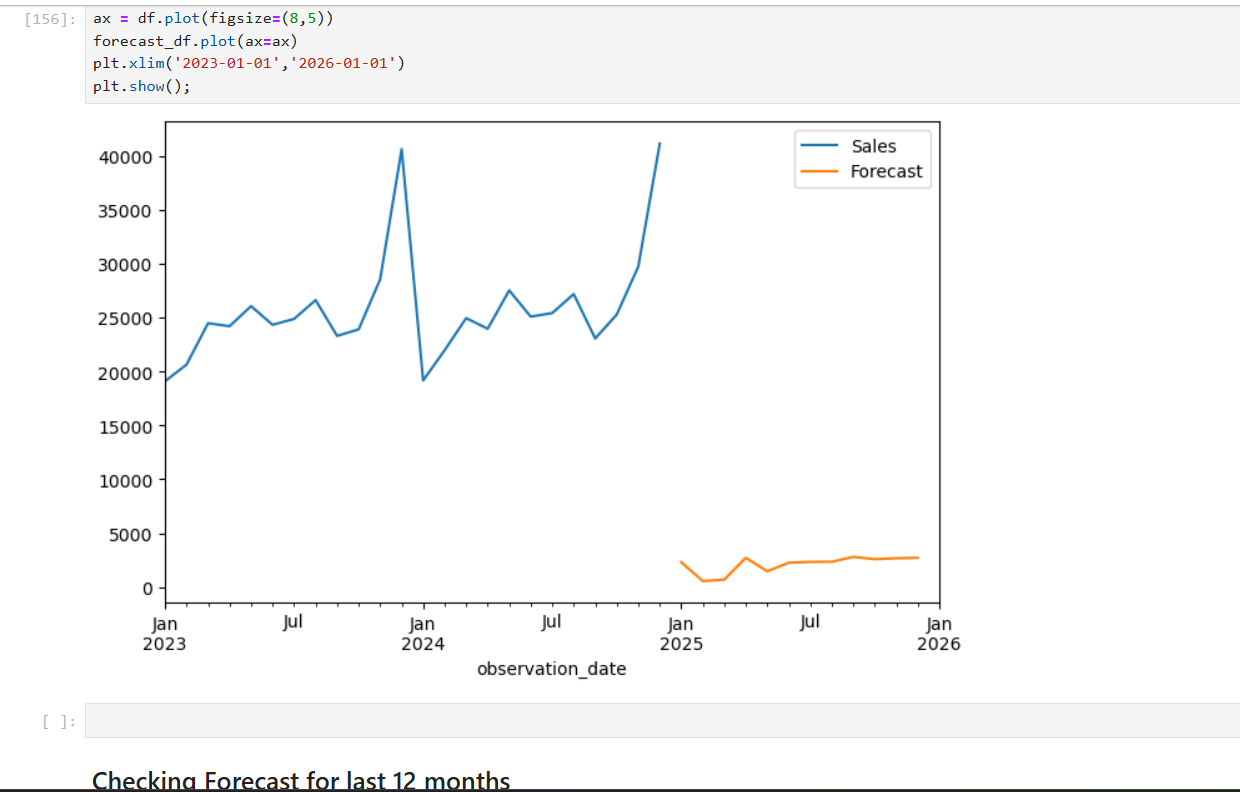 [156]:
ax = df.plot(figsize=(8,5))
forecast_df.plot(ax=ax)
plt.xlim('2023-01-01','2026-01-01')
plt.show();
Sales
Forecast
40000
35000
30000
25000
20000
15000
10000
5000
0
Jan Jul Jan Jul Jan Jul Jan
2023 2024 2025 2026
observation_date
[ ]:
Checking Forecast for last 12 months